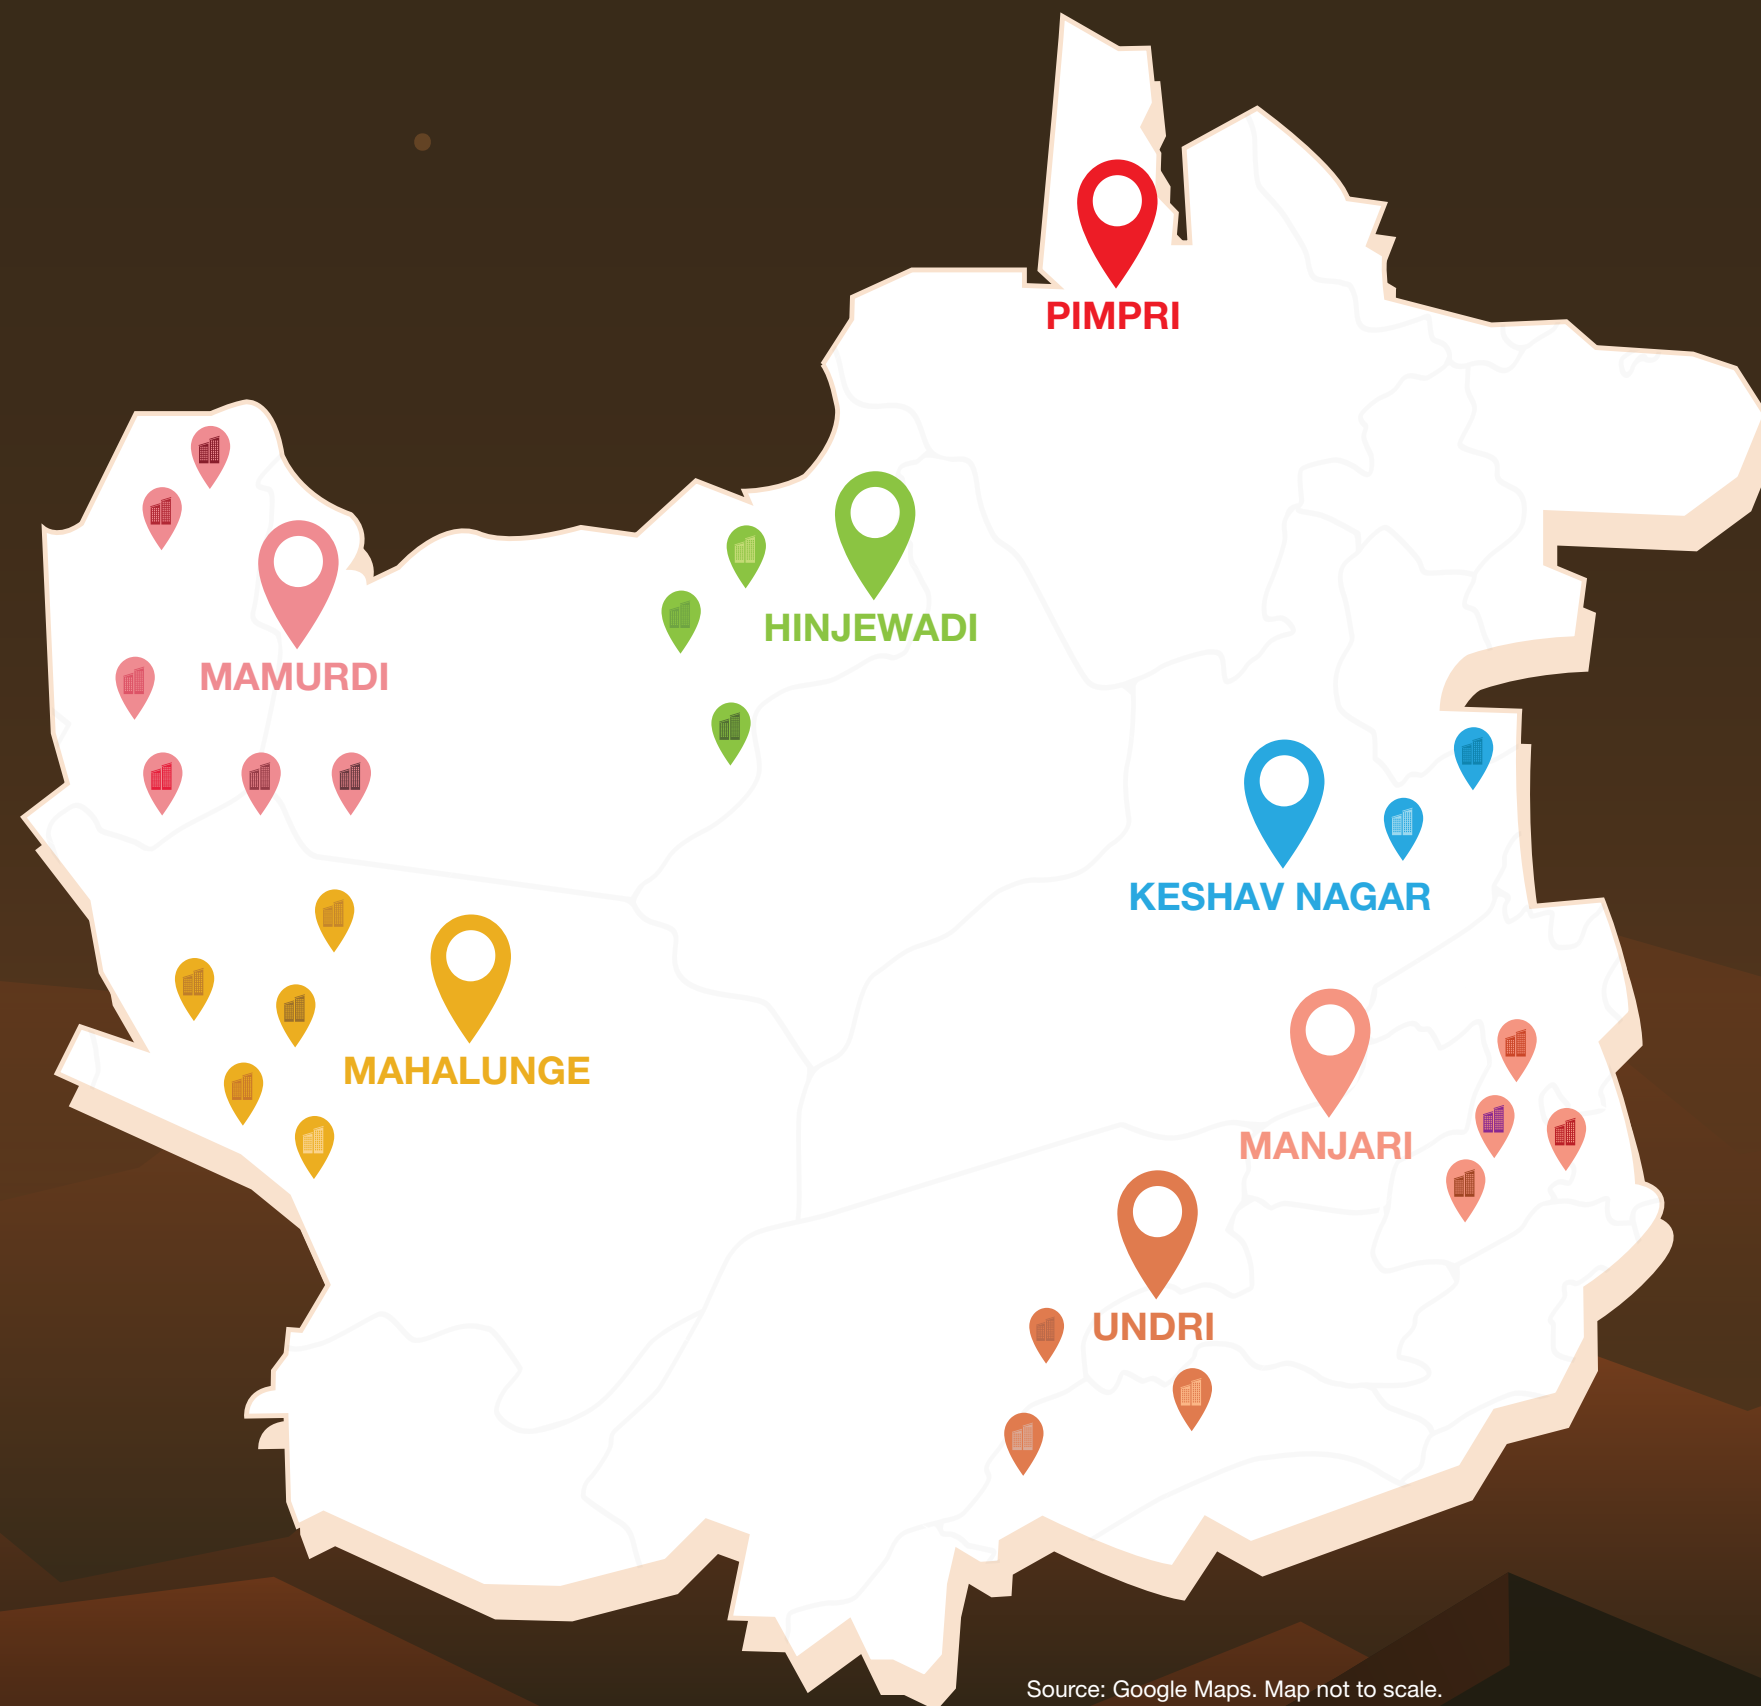 PIMPRI
HINJEWADI
MAMURDI
KESHAV NAGAR
MAHALUNGE
MANJARI
UNDRI
Source: Google Maps. Map not to scale.